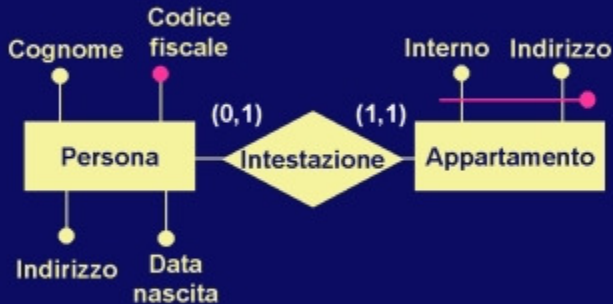 Codice
fiscale
Cognome
Interno
Indirizzo
(0,1)
(1,1)
Persona
Intestazione
Appartamento
Indirizzo
Data
nascita